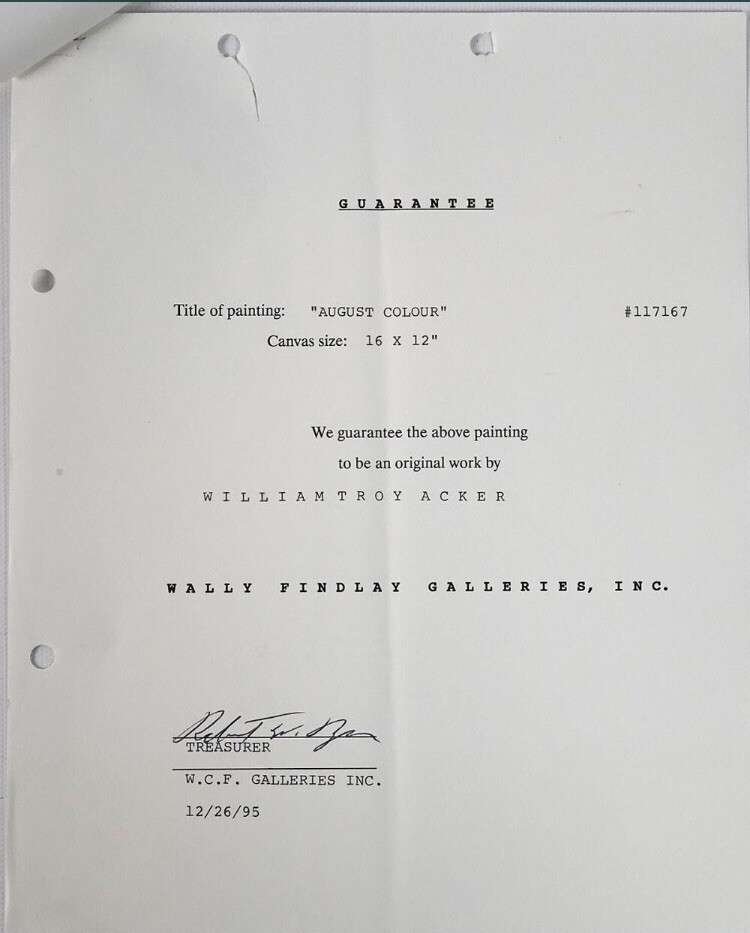 GUARANTEE
Title of painting: "AUGUST COLOUR" #117167
Canvas size: 16 X 12"
We guarantee the above painting
to be an original work by
WILLIAM TROY ACKER
WALLY FINDLAY GALLERIES, INC.
Robert W.
TREASURER
W.C.F. GALLERIES INC.
12/26/95